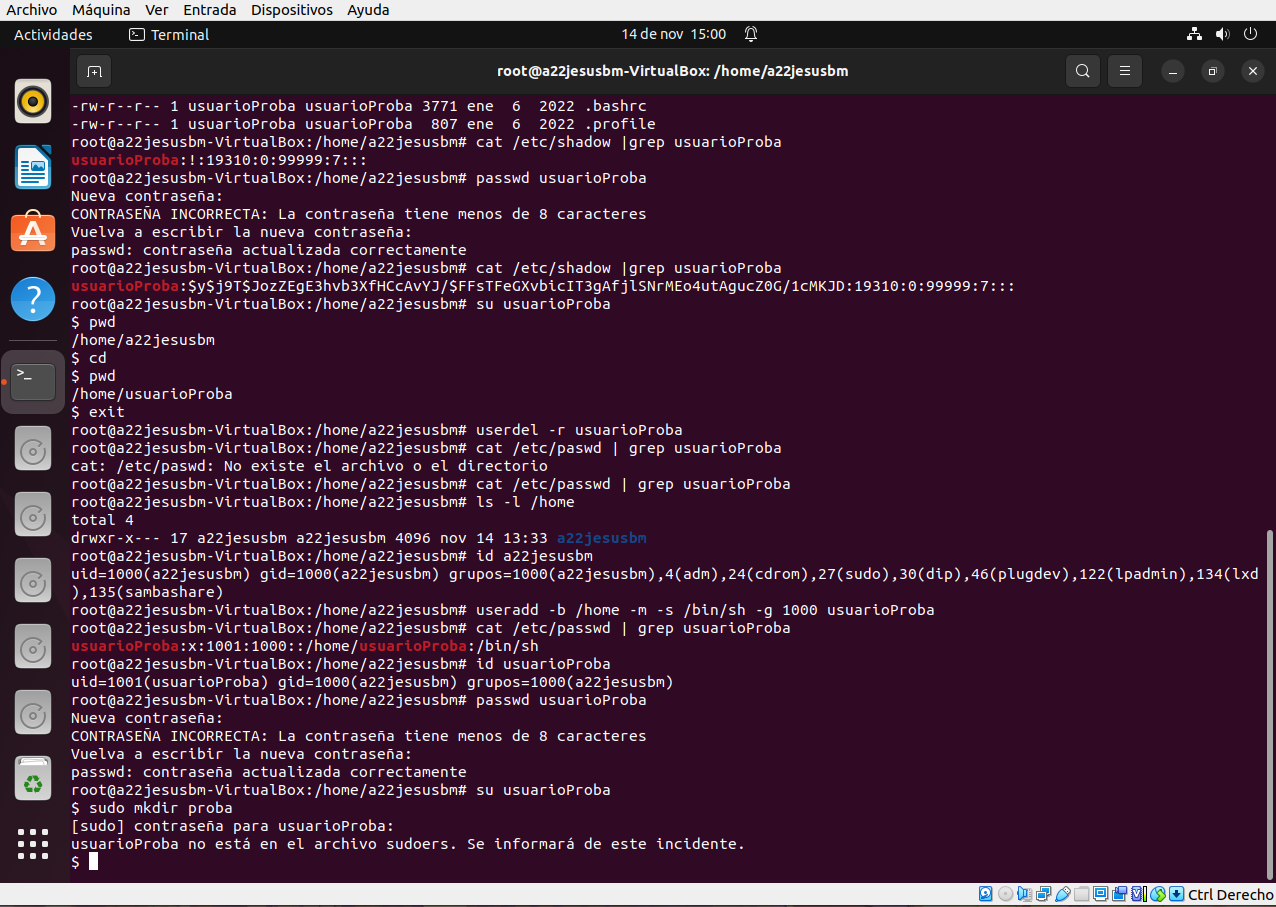 Archivo Máquina Ver Entrada Dispositivos Ayuda
Actividades Terminal 14 de nov 15:00
root@a22jesusbm-VirtualBox: /home/a22jesusbm
-rw-r--r-- 1 usuarioProba usuarioProba 3771 ene  6  2022 .bashrc
-rw-r--r-- 1 usuarioProba usuarioProba  807 ene  6  2022 .profile
root@a22jesusbm-VirtualBox:/home/a22jesusbm# cat /etc/shadow |grep usuarioProba
usuarioProba:!:19310:0:99999:7:::
root@a22jesusbm-VirtualBox:/home/a22jesusbm# passwd usuarioProba
Nueva contraseña:
CONTRASEÑA INCORRECTA: La contraseña tiene menos de 8 caracteres
Vuelva a escribir la nueva contraseña:
passwd: contraseña actualizada correctamente
root@a22jesusbm-VirtualBox:/home/a22jesusbm# cat /etc/shadow |grep usuarioProba
usuarioProba:$y$j9T$JozZEgE3hvb3XfHCcAvYJ/$FFsTFeGXvbicIT3gAfjlSNrMEo4utAgucZ0G/1cMKJD:19310:0:99999:7:::
root@a22jesusbm-VirtualBox:/home/a22jesusbm# su usuarioProba
$ pwd
/home/a22jesusbm
$ cd
$ pwd
/home/usuarioProba
$ exit
root@a22jesusbm-VirtualBox:/home/a22jesusbm# userdel -r usuarioProba
root@a22jesusbm-VirtualBox:/home/a22jesusbm# cat /etc/paswd | grep usuarioProba
cat: /etc/paswd: No existe el archivo o el directorio
root@a22jesusbm-VirtualBox:/home/a22jesusbm# cat /etc/passwd | grep usuarioProba
root@a22jesusbm-VirtualBox:/home/a22jesusbm# ls -l /home
total 4
drwxr-x--- 17 a22jesusbm a22jesusbm 4096 nov 14 13:33 a22jesusbm
root@a22jesusbm-VirtualBox:/home/a22jesusbm# id a22jesusbm
uid=1000(a22jesusbm) gid=1000(a22jesusbm) grupos=1000(a22jesusbm),4(adm),24(cdrom),27(sudo),30(dip),46(plugdev),122(lpadmin),134(lxd
),135(sambashare)
root@a22jesusbm-VirtualBox:/home/a22jesusbm# useradd -b /home -m -s /bin/sh -g 1000 usuarioProba
root@a22jesusbm-VirtualBox:/home/a22jesusbm# cat /etc/passwd | grep usuarioProba
usuarioProba:x:1001:1000::/home/usuarioProba:/bin/sh
root@a22jesusbm-VirtualBox:/home/a22jesusbm# id usuarioProba
uid=1001(usuarioProba) gid=1000(a22jesusbm) grupos=1000(a22jesusbm)
root@a22jesusbm-VirtualBox:/home/a22jesusbm# passwd usuarioProba
Nueva contraseña:
CONTRASEÑA INCORRECTA: La contraseña tiene menos de 8 caracteres
Vuelva a escribir la nueva contraseña:
passwd: contraseña actualizada correctamente
root@a22jesusbm-VirtualBox:/home/a22jesusbm# su usuarioProba
$ sudo mkdir proba
[sudo] contraseña para usuarioProba:
usuarioProba no está en el archivo sudoers. Se informará de este incidente.
$
Ctrl Derecho